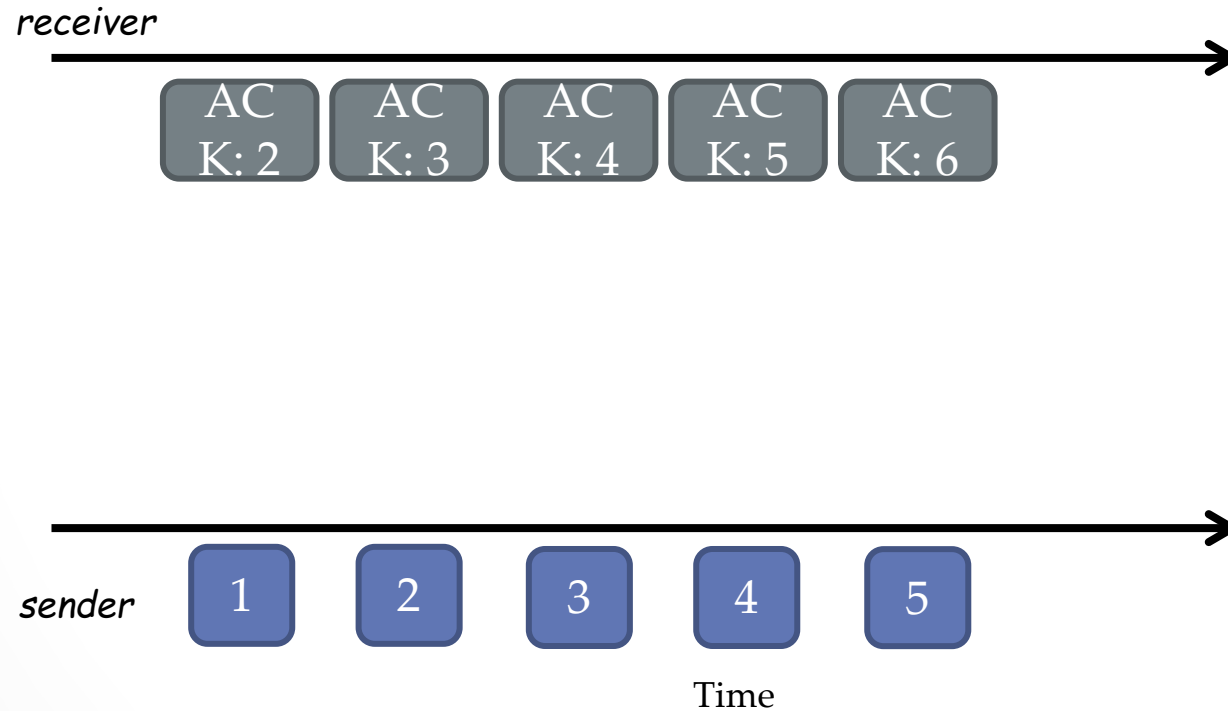 receiver
AC
K: 2
AC
K: 3
AC
K: 4
AC
K: 5
AC
K: 6
sender
1
2
3
4
5
Time